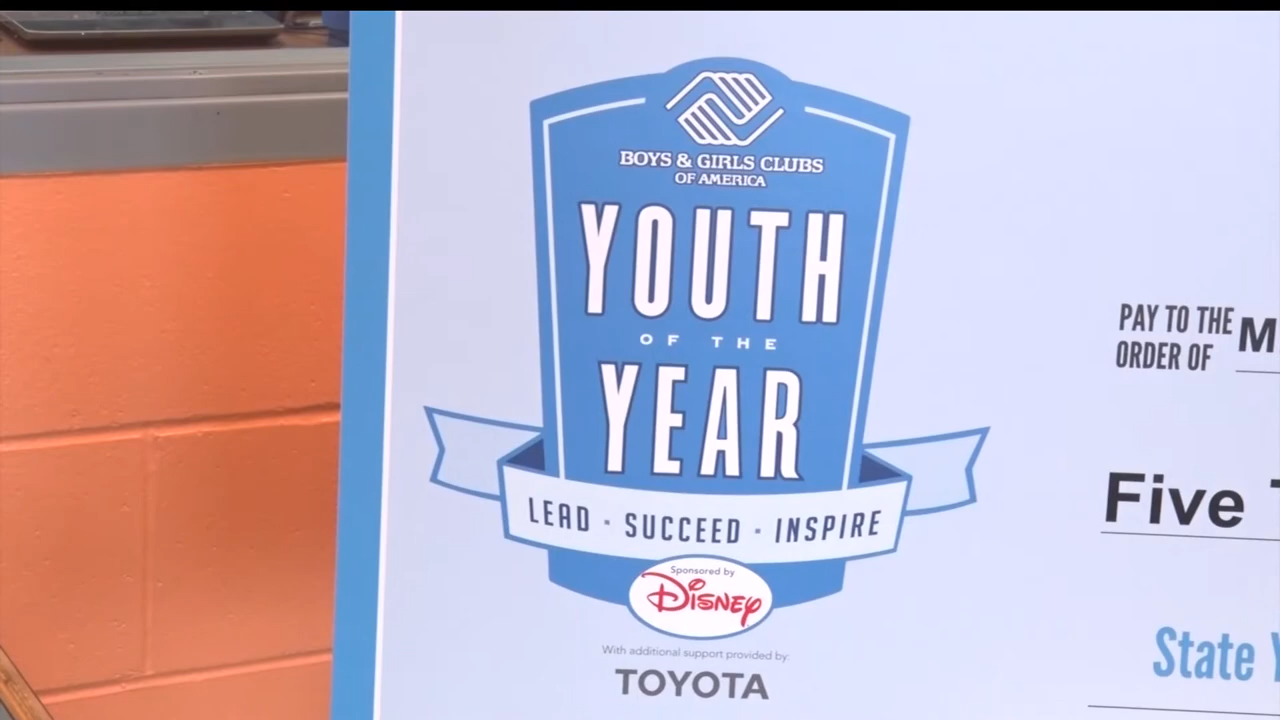 BOYS & GIRLS CLUBS
OF AMERICA
YOUTH
OF THE
YEAR
LEAD · SUCCEED · INSPIRE
Sponsored by
Disney
With additional support provided by:
TOYOTA
PAY TO THE
ORDER OF
Five
State